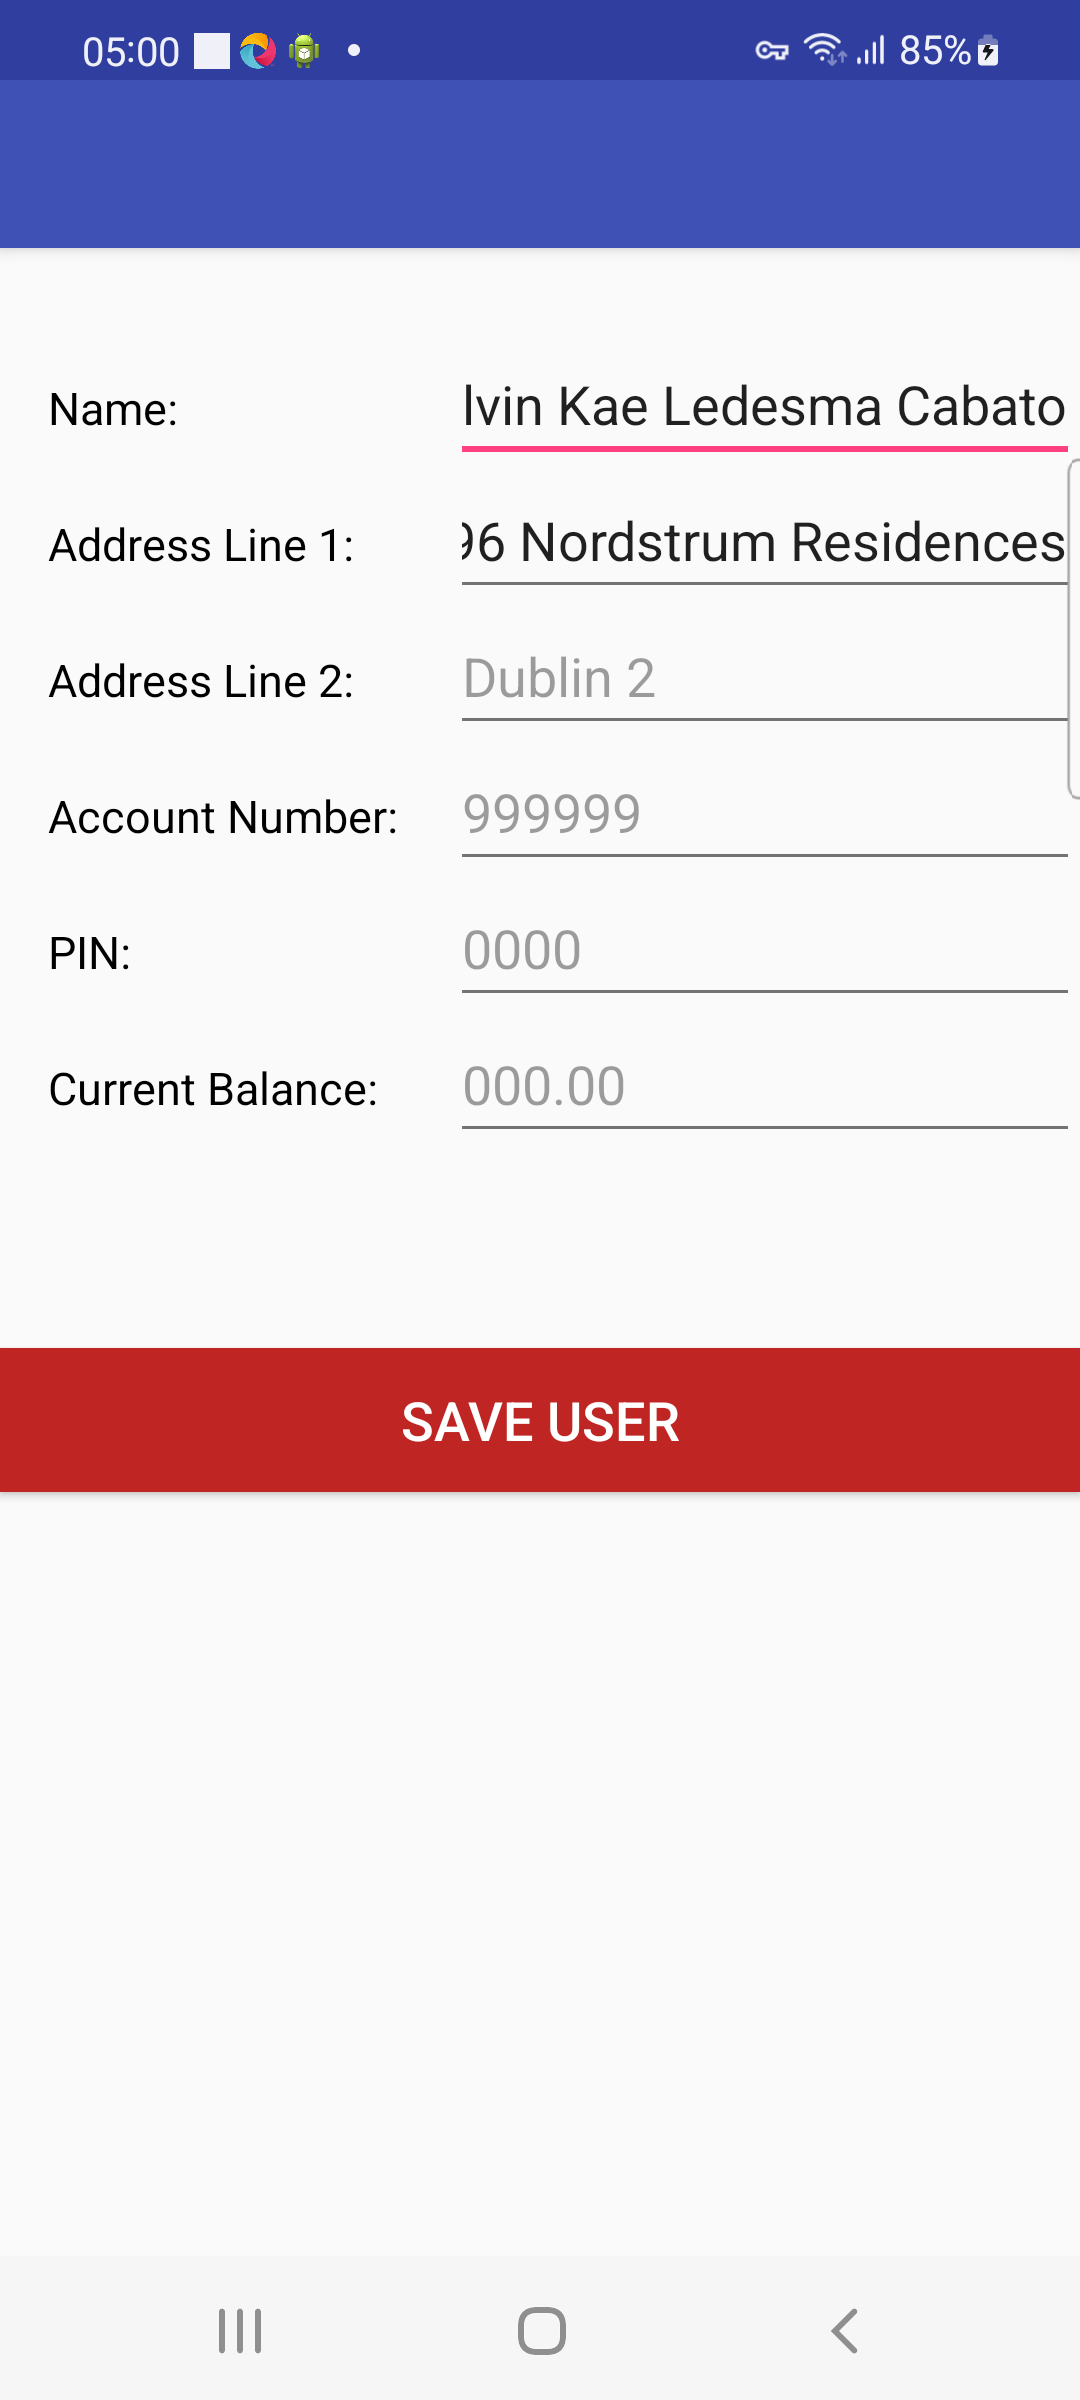 05:00 85%
Name: lvin Kae Ledesma Cabato
Address Line 1: 96 Nordstrum Residences
Address Line 2: Dublin 2
Account Number: 999999
PIN: 0000
Current Balance: 000.00
SAVE USER